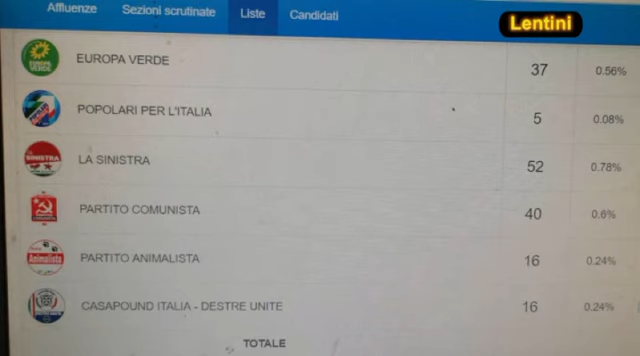 Affluenze Sezioni scrutinate Liste Candidati Lentini
EUROPA VERDE 37 0.56%
POPOLARI PER L'ITALIA 5 0.08%
LA SINISTRA 52 0.78%
PARTITO COMUNISTA 40 0.6%
PARTITO ANIMALISTA 16 0.24%
CASAPOUND ITALIA - DESTRE UNITE 16 0.24%
TOTALE